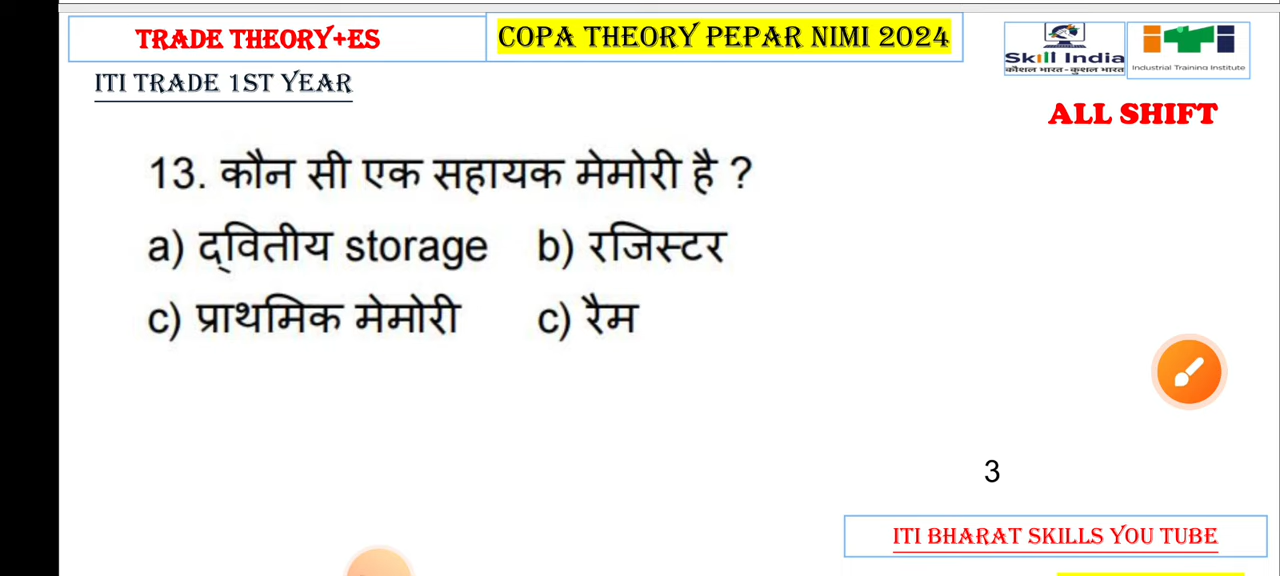 TRADE THEORY+ES
COPA THEORY PEPAR NIMI 2024
ITI TRADE 1ST YEAR
Skill India
कौशल भारत - कुशल भारत
iti
Industrial Training Institute
ALL SHIFT
13. कौन सी एक सहायक मेमोरी है ?
a) द्वितीय storage b) रजिस्टर
c) प्राथमिक मेमोरी c) रैम
3
ITI BHARAT SKILLS YOU TUBE